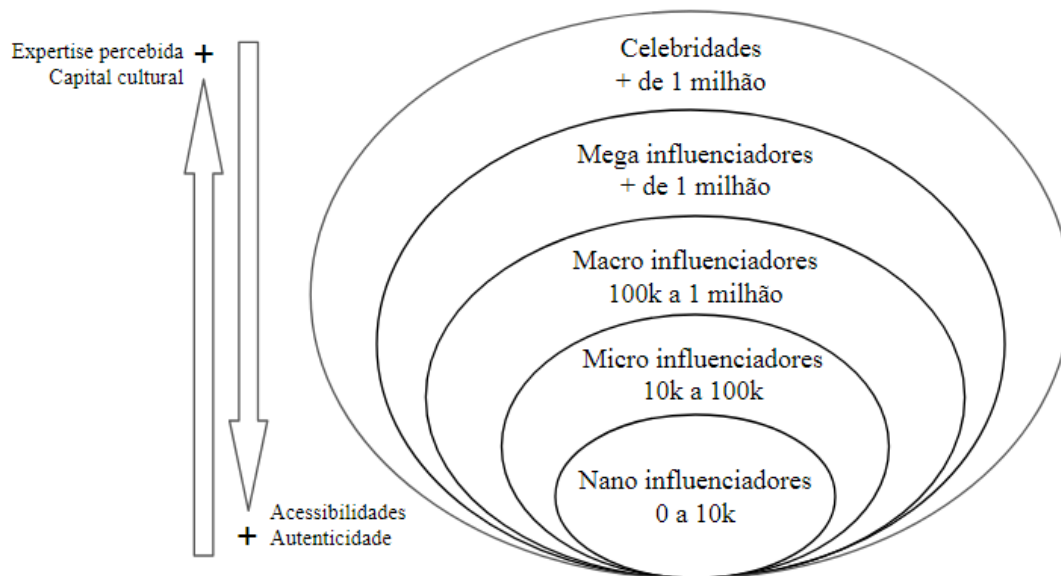 Expertise percebida +
Capital cultural
Celebridades
+ de 1 milhão
Mega influenciadores
+ de 1 milhão
Macro influenciadores
100k a 1 milhão
Micro influenciadores
10k a 100k
Nano influenciadores
0 a 10k
Acessibilidades
+ Autenticidade